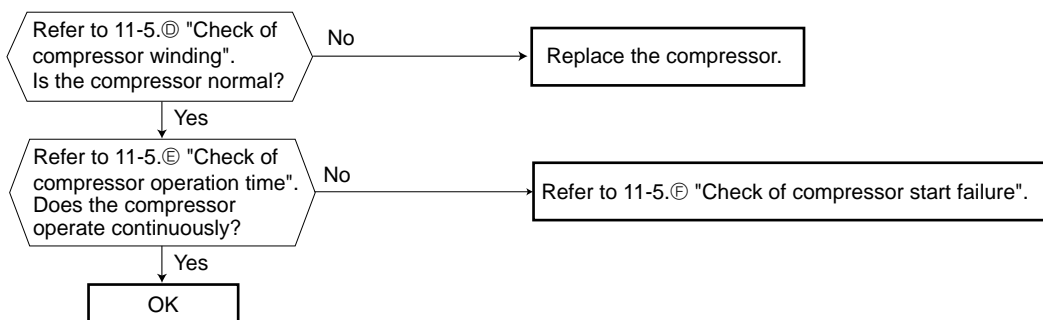 Refer to 11-5.Ⓓ "Check of
compressor winding".
Is the compressor normal?
No
Replace the compressor.
Yes
Refer to 11-5.Ⓔ "Check of
compressor operation time".
Does the compressor
operate continuously?
No
Refer to 11-5.Ⓕ "Check of compressor start failure".
Yes
OK